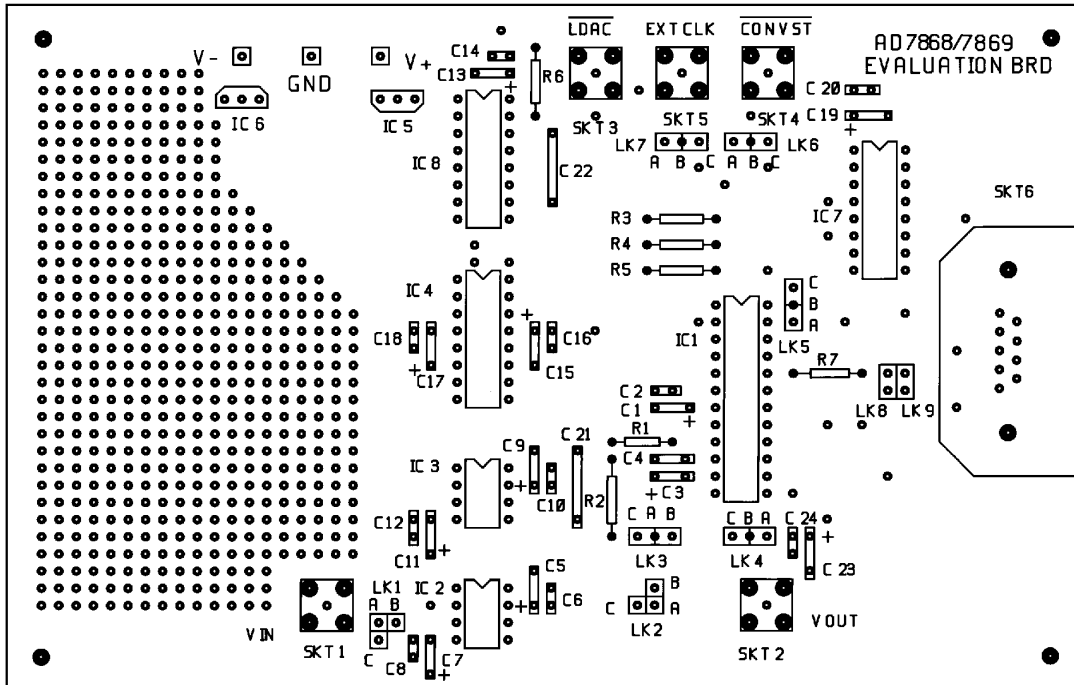 LDAC EXTCLK CONVST
AD7868/7869
EVALUATION BRD
V- GND V+
C14
C13
+
R6
C20
C19
+
IC6
IC5
IC8
C22
SKT3
SKT5
SKT4
LK7
A B C
A B C
LK6
IC7
SKT6
R3
R4
R5
IC4
C18
+
C17
+
C16
C15
IC1
C
B
A
LK5
R7
LK8 LK9
C2
C1
+
R1
C4
C3
+
C9
+
C10
C21
R2
IC3
C12
C11
+
C A B
LK3
C B A
LK4
C24
+
C23
LK1
A B
C
IC2
C5
+
C6
B
C A
LK2
VIN
SKT1
C8
C7
+
SKT2
VOUT